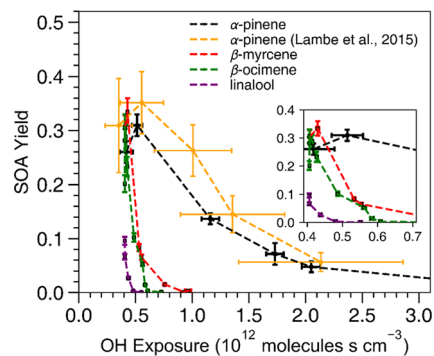 α-pinene
α-pinene (Lambe et al., 2015)
β-myrcene
β-ocimene
linalool
SOA Yield
0.5
0.4
0.3
0.2
0.1
0.0
0.4
0.3
0.2
0.1
0.0
0.4 0.5 0.6 0.7
0.0 0.5 1.0 1.5 2.0 2.5 3.0
OH Exposure (10¹² molecules s cm⁻³)